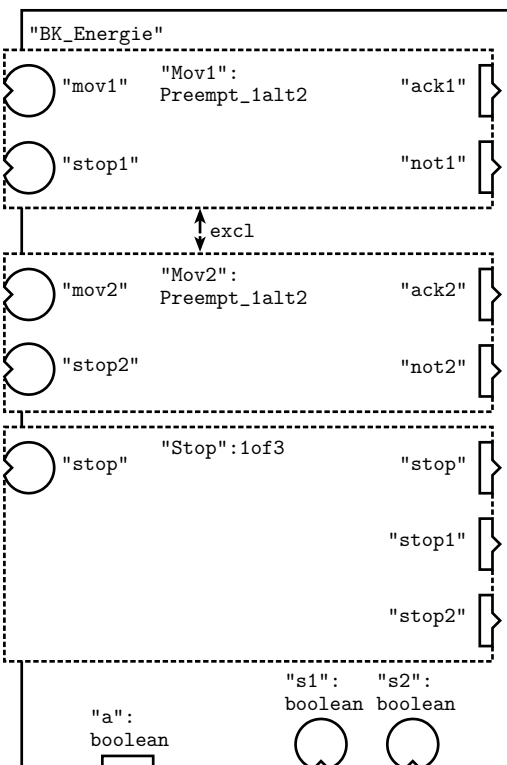 "BK_Energie"
"mov1" "Mov1": "ack1"
Preempt_1alt2
"stop1" "not1"
excl
"mov2" "Mov2": "ack2"
Preempt_1alt2
"stop2" "not2"
"stop" "Stop":1of3 "stop"
"stop1"
"stop2"
"s1": "s2":
boolean boolean
"a":
boolean